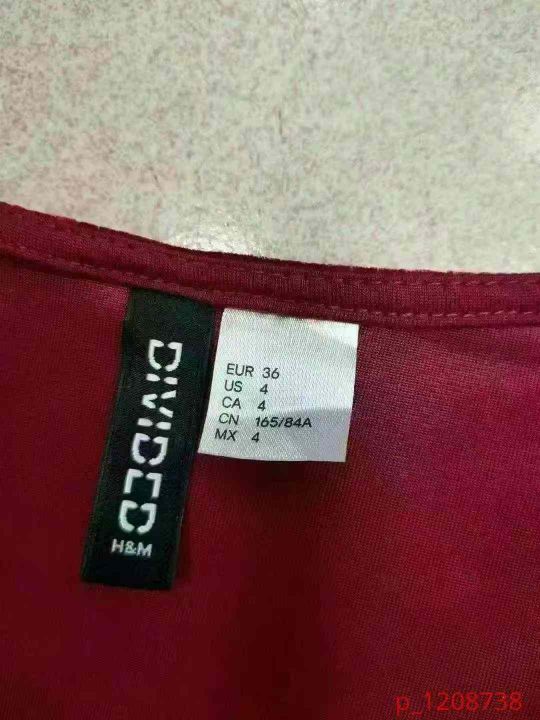 DIVIDED
H&M
EUR 36
US 4
CA 4
CN 165/84A
MX 4
p_1208738